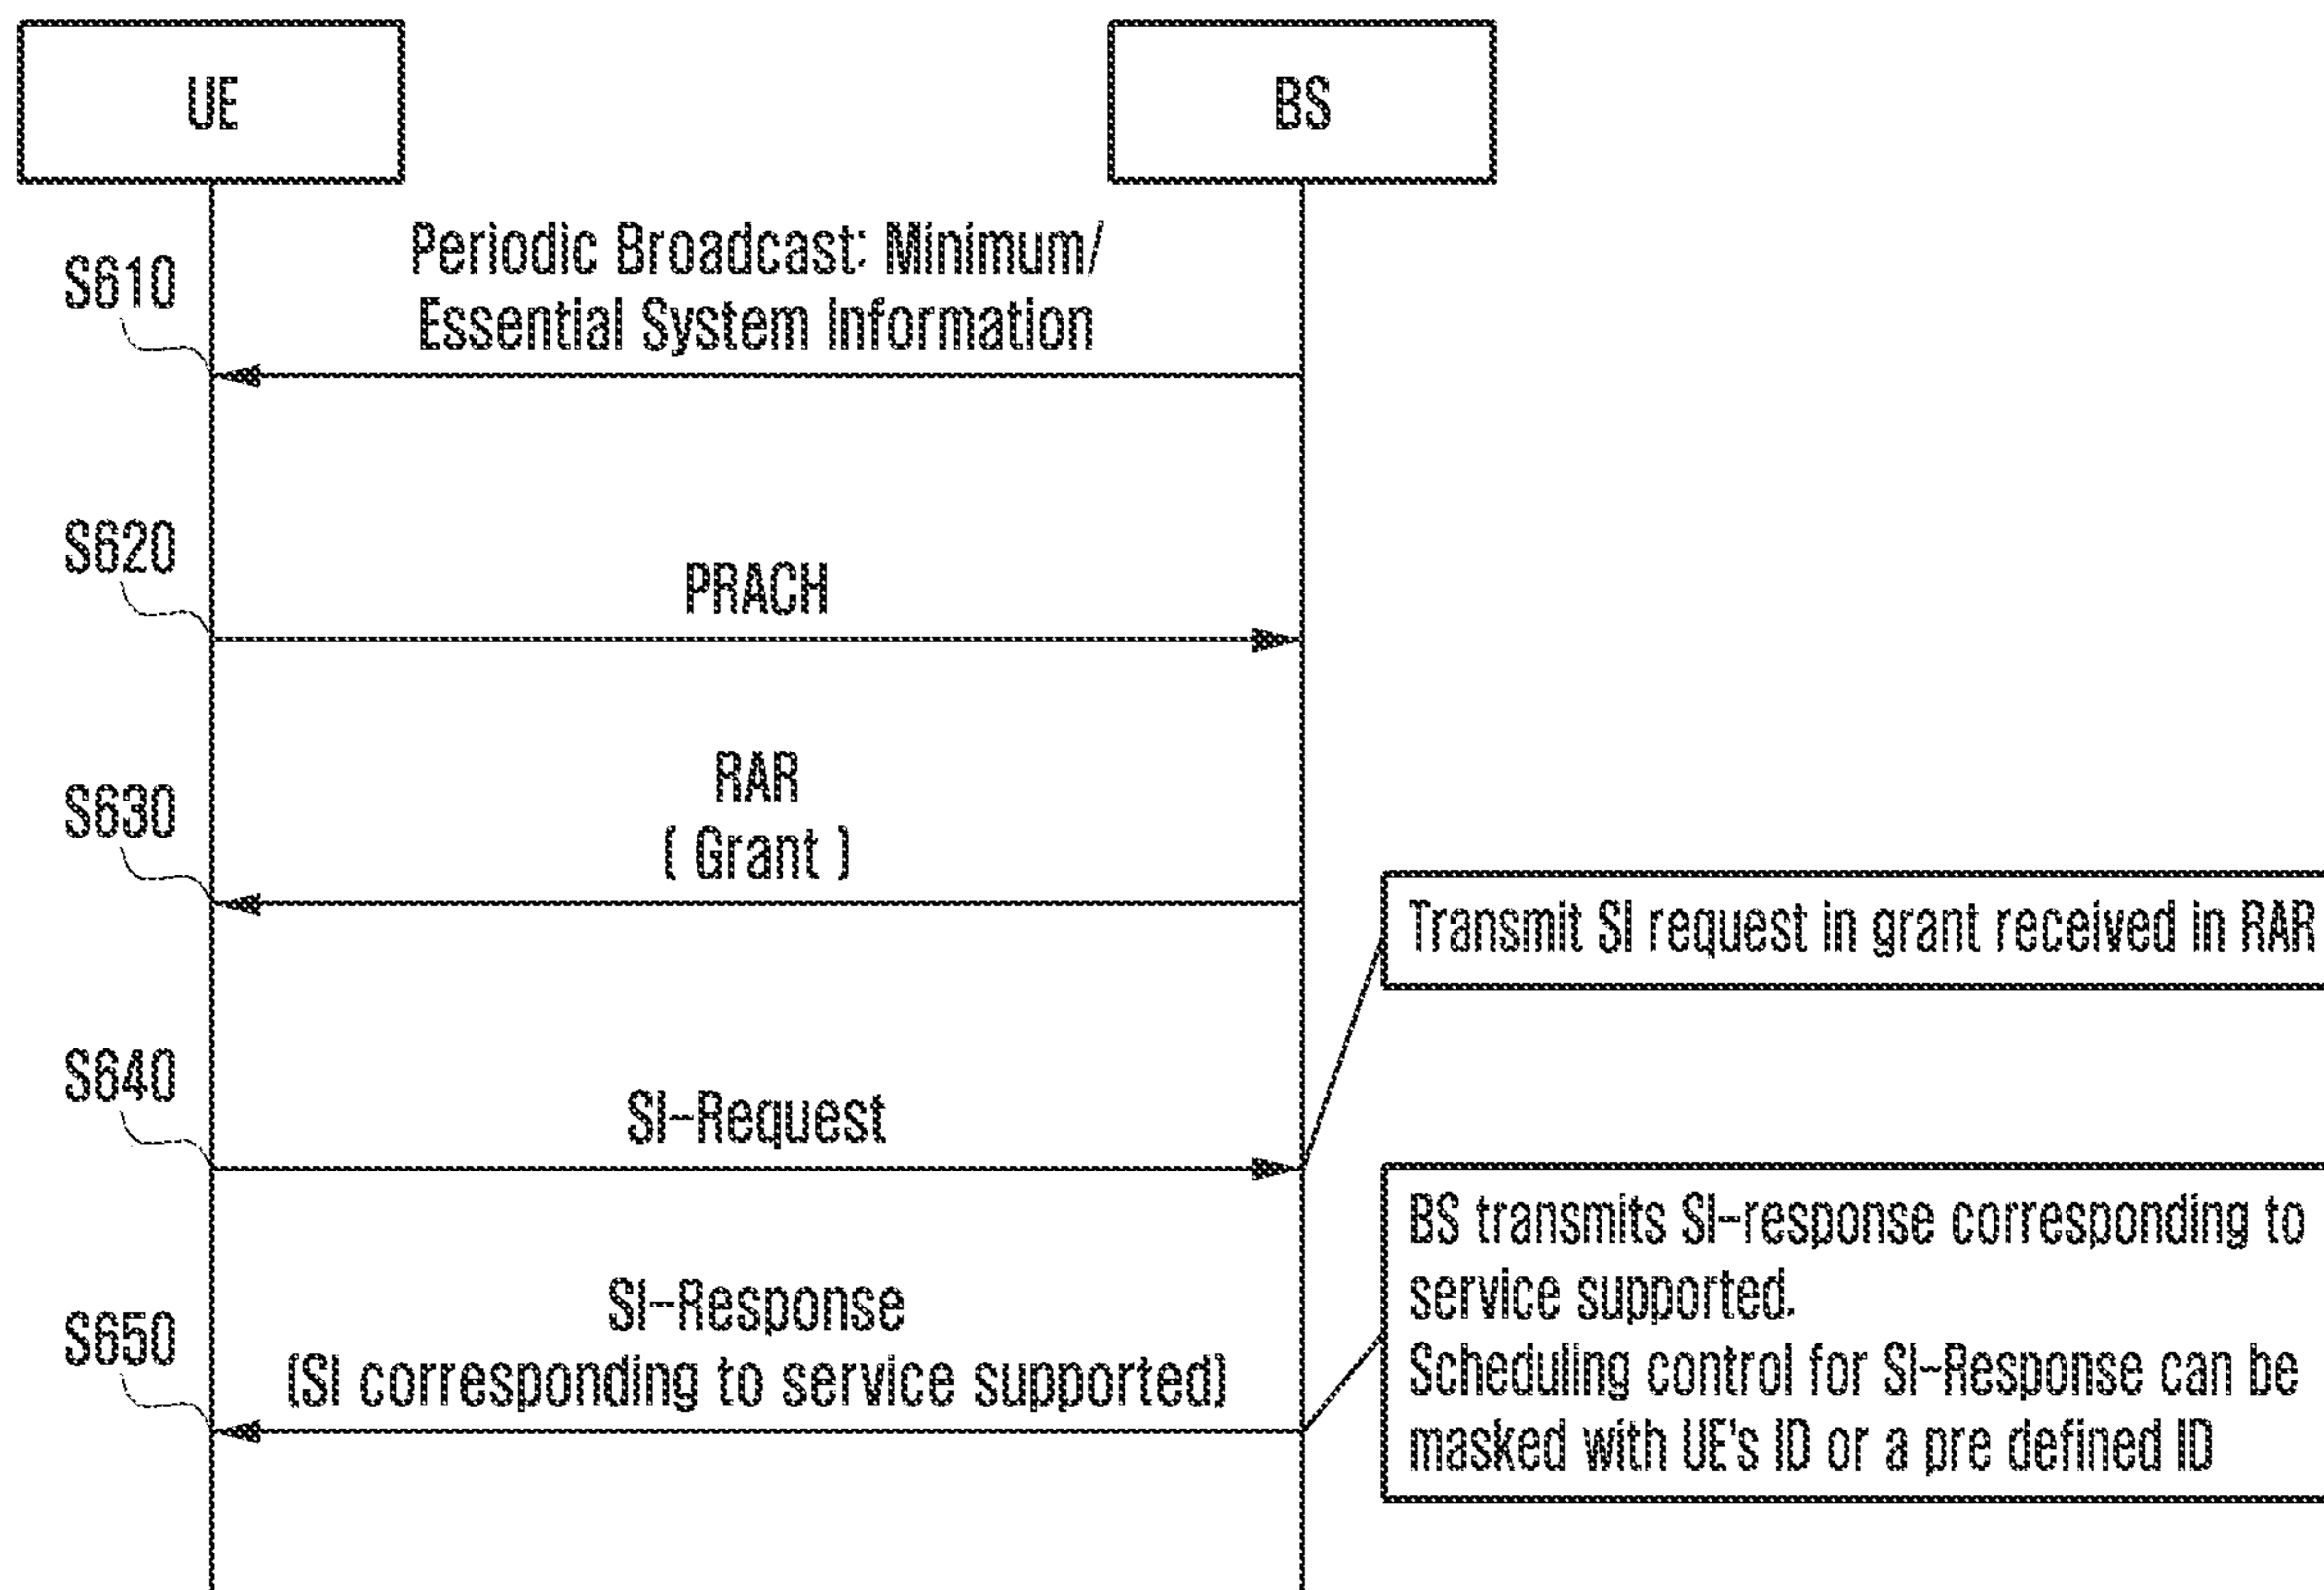 UE
BS
Periodic Broadcast: Minimum/
Essential System Information
S610
S620
PRACH
RAR
( Grant )
S630
Transmit SI request in grant received in RAR
S640
SI-Request
BS transmits SI-response corresponding to
service supported.
Scheduling control for SI-Response can be
masked with UE's ID or a pre defined ID
SI-Response
(SI corresponding to service supported)
S650